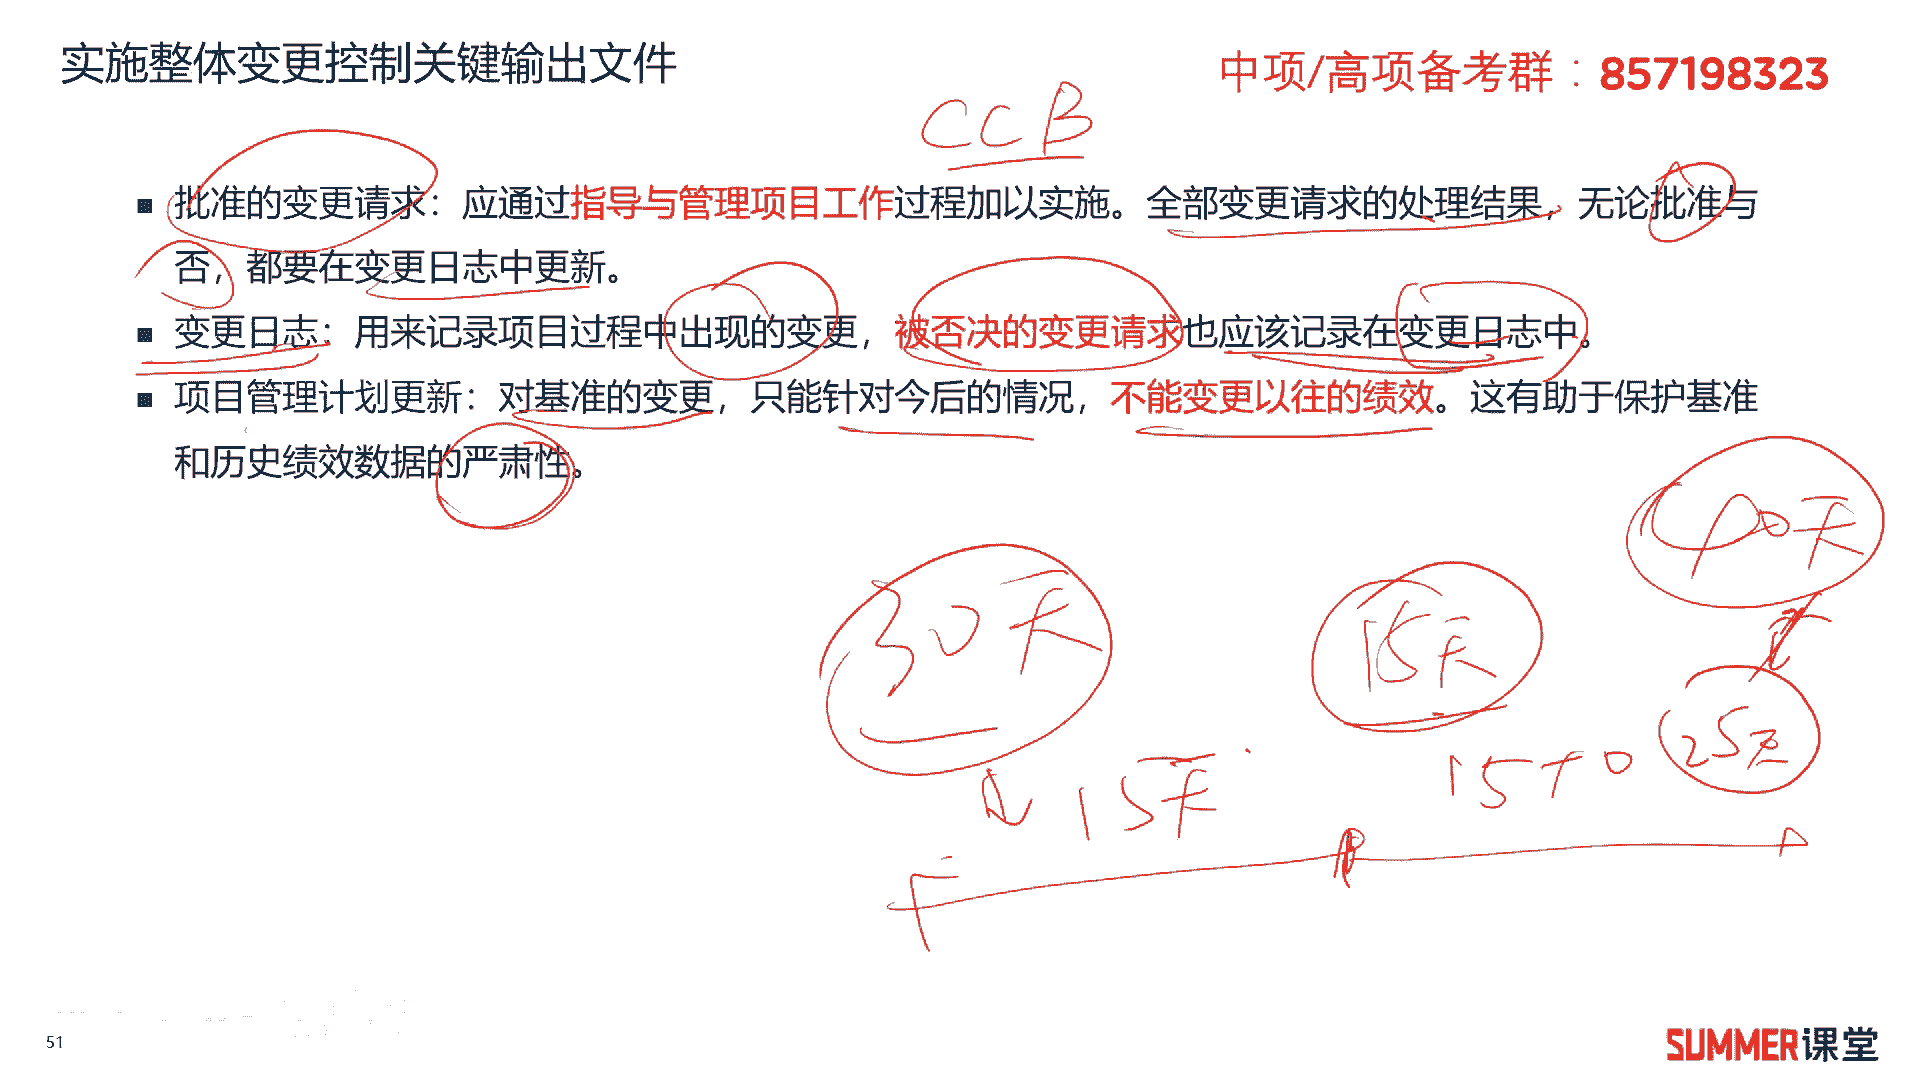 实施整体变更控制关键输出文件
中项/高项备考群：857198323
CCB
■ 批准的变更请求：应通过指导与管理项目工作过程加以实施。全部变更请求的处理结果，无论批准与
否，都要在变更日志中更新。
■ 变更日志：用来记录项目过程中出现的变更，被否决的变更请求也应该记录在变更日志中。
■ 项目管理计划更新：对基准的变更，只能针对今后的情况，不能变更以往的绩效。这有助于保护基准
和历史绩效数据的严肃性。
40天
30天
15天
25天
15天
15+0
51
SUMMER课堂